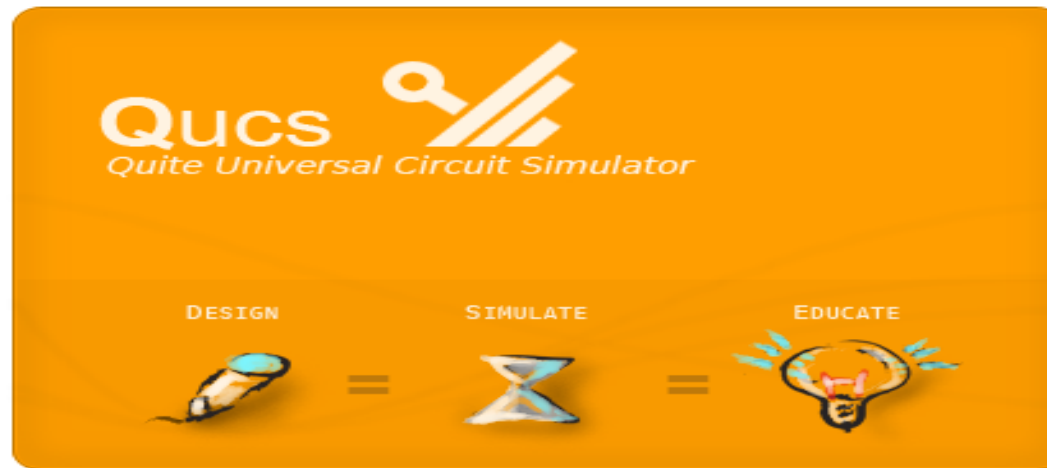 Qucs
Quite Universal Circuit Simulator
DESIGN
SIMULATE
EDUCATE
= =